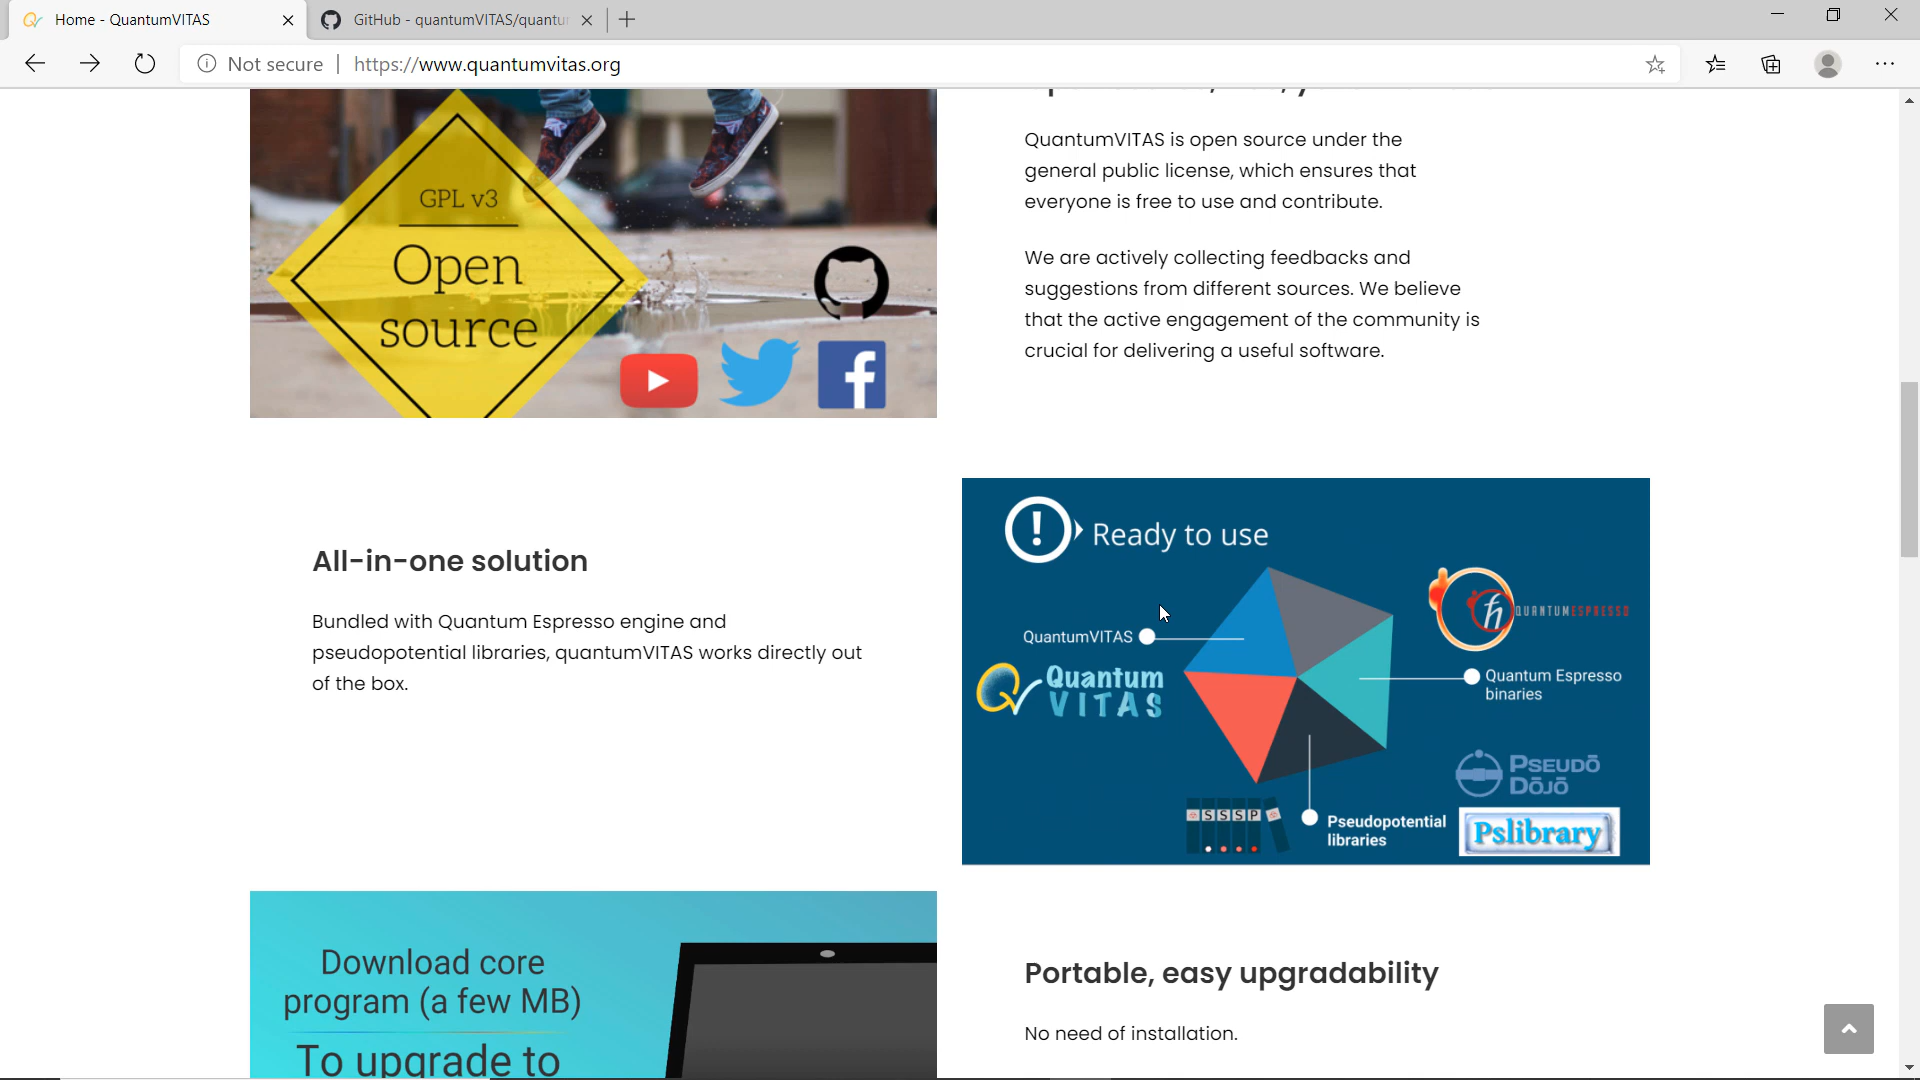 Home - QuantumVITAS
GitHub - quantumVITAS/quantu
Not secure | https://www.quantumvitas.org
QuantumVITAS is open source under the
general public license, which ensures that
everyone is free to use and contribute.
We are actively collecting feedbacks and
suggestions from different sources. We believe
that the active engagement of the community is
crucial for delivering a useful software.
GPL v3
Open
source
All-in-one solution
Bundled with Quantum Espresso engine and
pseudopotential libraries, quantumVITAS works directly out
of the box.
! Ready to use
QuantumVITAS
Quantum
VITAS
ħ QUANTUMESPRESSO
Quantum Espresso
binaries
PSEUDŌ
DŌJŌ
SSSP
Pseudopotential
libraries
Pslibrary
Download core
program (a few MB)
To upgrade to
Portable, easy upgradability
No need of installation.